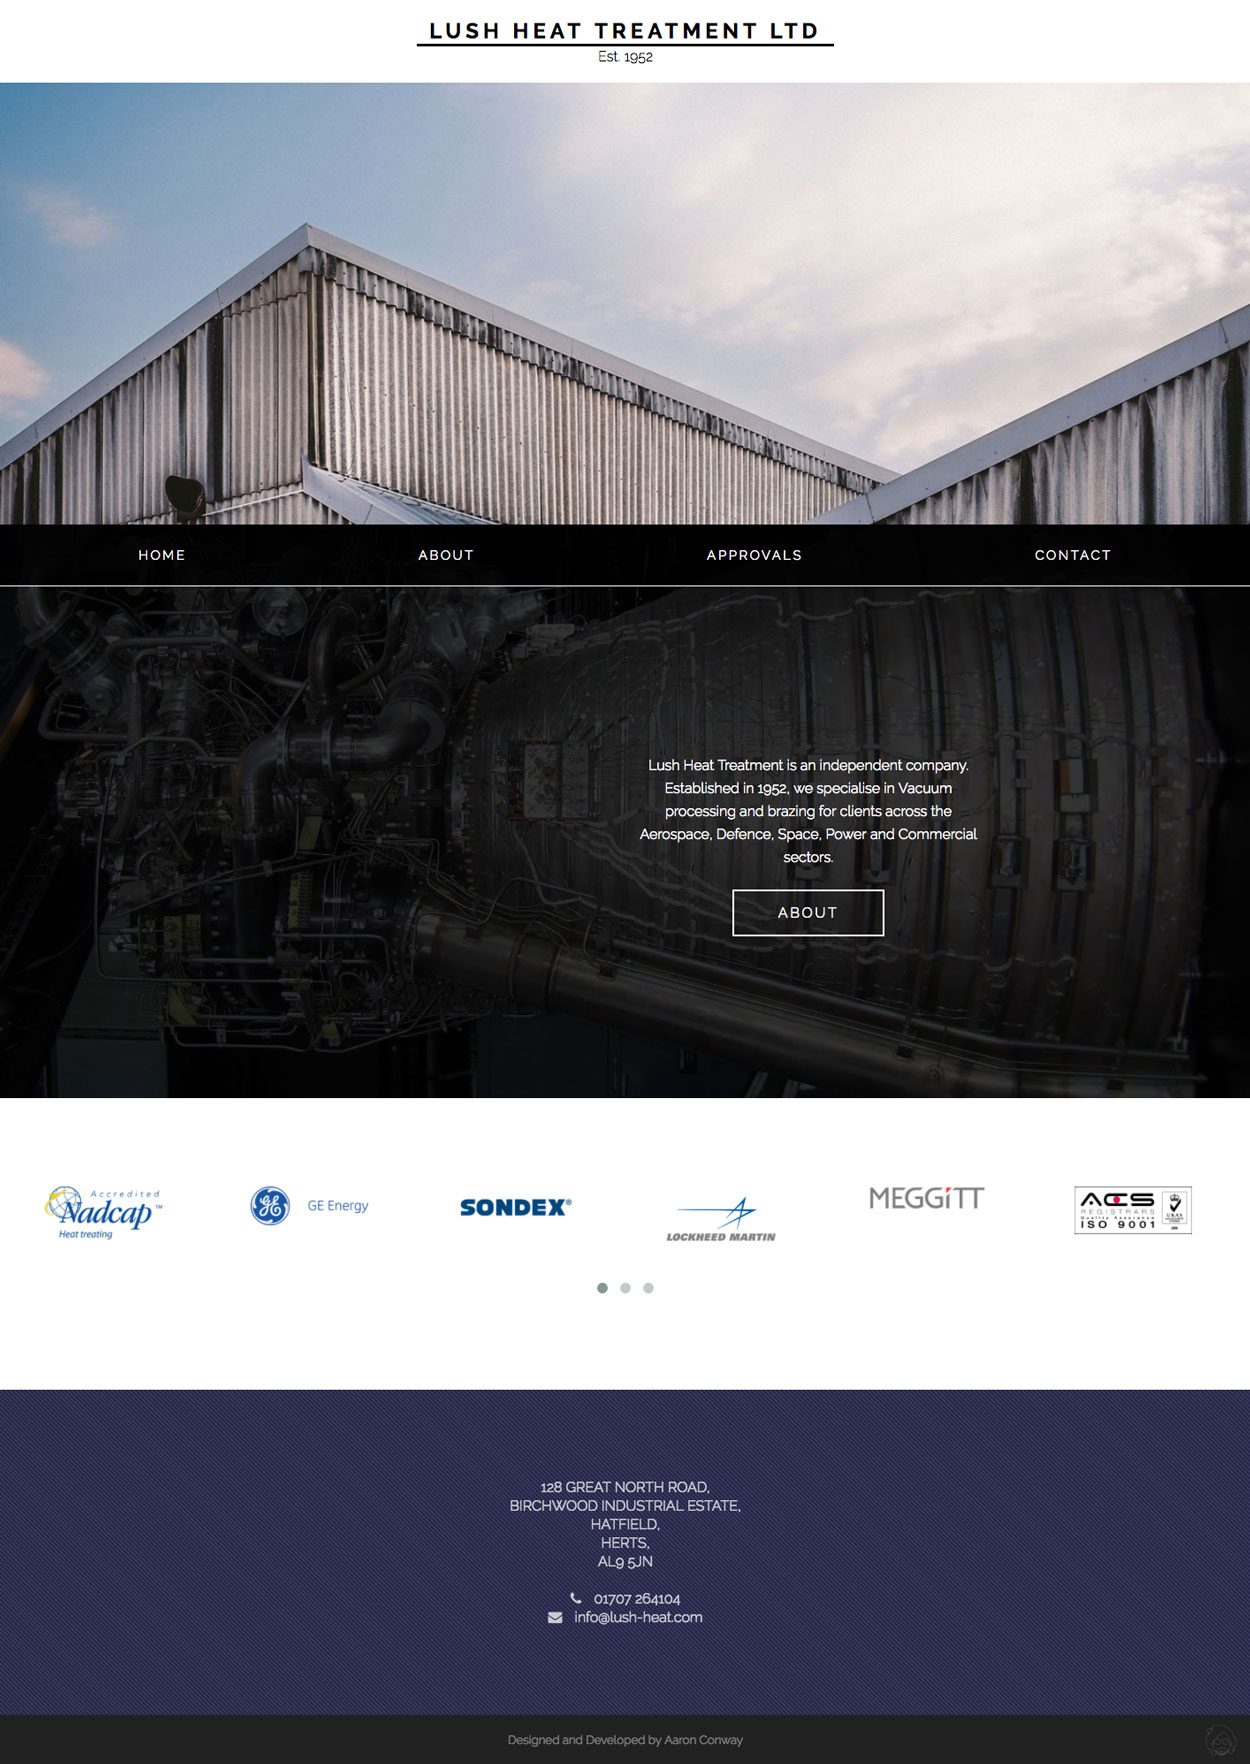 LUSH HEAT TREATMENT LTD
Est. 1952
HOME ABOUT APPROVALS CONTACT
Lush Heat Treatment is an independent company.
Established in 1952, we specialise in Vacuum
processing and brazing for clients across the
Aerospace, Defence, Space, Power and Commercial
sectors.
ABOUT
Accredited
Nadcap™
Heat treating
GE
GE Energy
SONDEX®
LOCKHEED MARTIN
MEGGiTT
ACS
REGISTRARS
Quality Assurance
ISO 9001
UKAS
128 GREAT NORTH ROAD,
BIRCHWOOD INDUSTRIAL ESTATE,
HATFIELD,
HERTS,
AL9 5JN
01707 264104
info@lush-heat.com
Designed and Developed by Aaron Conway